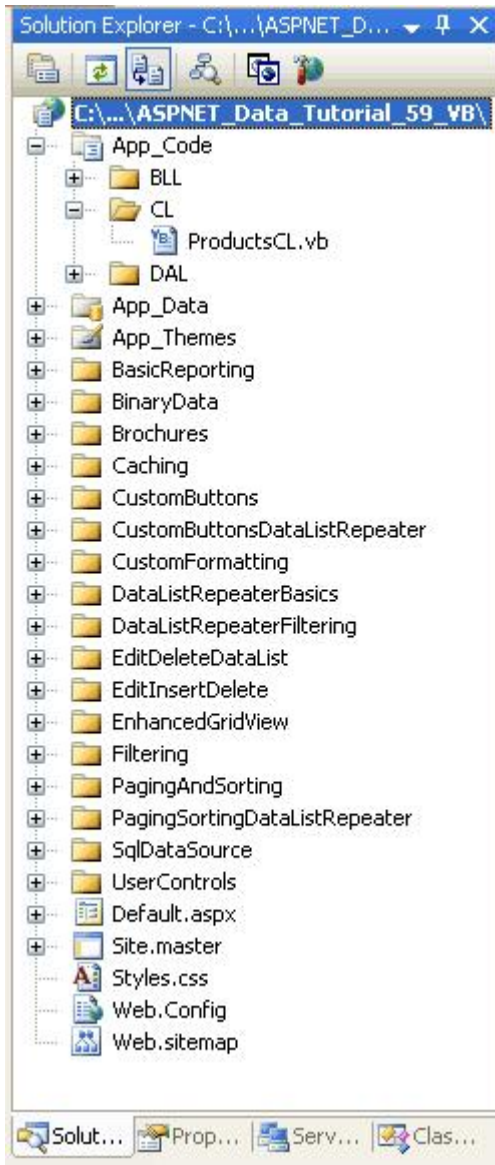 Solution Explorer - C:\...\ASPNET_D...
C:\...\ASPNET_Data_Tutorial_59_VB\
App_Code
BLL
CL
ProductsCL.vb
DAL
App_Data
App_Themes
BasicReporting
BinaryData
Brochures
Caching
CustomButtons
CustomButtonsDataListRepeater
CustomFormatting
DataListRepeaterBasics
DataListRepeaterFiltering
EditDeleteDataList
EditInsertDelete
EnhancedGridView
Filtering
PagingAndSorting
PagingSortingDataListRepeater
SqlDataSource
UserControls
Default.aspx
Site.master
Styles.css
Web.Config
Web.sitemap
Solut... Prop... Serv... Clas...